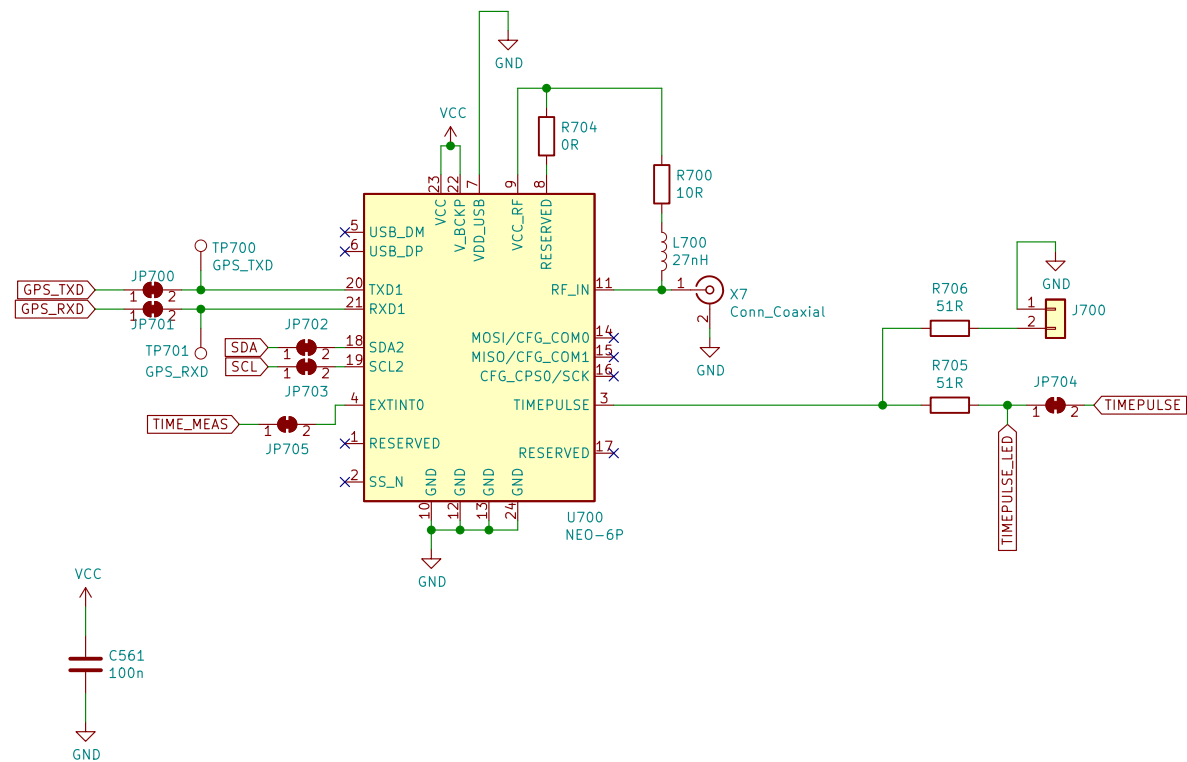 GND
VCC
R704
0R
23
22
7
9
8
R700
10R
VCC
V_BCKP
VDD_USB
VCC_RF
RESERVED
5
USB_DM
6
USB_DP
TP700
GPS_TXD
L700
27nH
JP700
GPS_TXD
1
2
20
TXD1
RF_IN
11
1
X7
Conn_Coaxial
2
GND
GPS_RXD
1
2
21
RXD1
JP701
TP701
GPS_RXD
JP702
SDA
1
2
18
SDA2
SCL
1
2
19
SCL2
JP703
MOSI/CFG_COM0
14
MISO/CFG_COM1
15
CFG_CPS0/SCK
16
GND
R706
51R
1
2
J700
R705
51R
JP704
4
EXTINT0
TIMEPULSE
3
1
2
TIMEPULSE
TIME_MEAS
1
2
JP705
1
RESERVED
RESERVED
17
2
SS_N
TIMEPULSE_LED
GND
GND
GND
GND
10
12
13
24
U700
NEO-6P
GND
VCC
C561
100n
GND